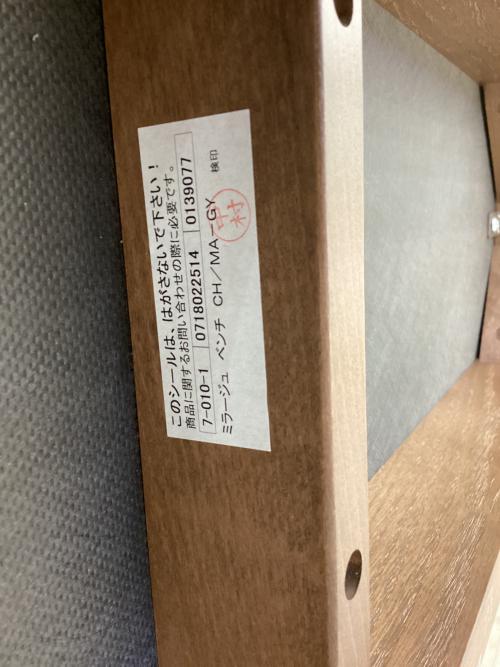 このシールは、はがさないで下さい！
商品に関するお問い合わせの際に必要です。
7-010-1 0718022514 0139077
ミラージュ ベンチ CH／MA－GY 検印
中村